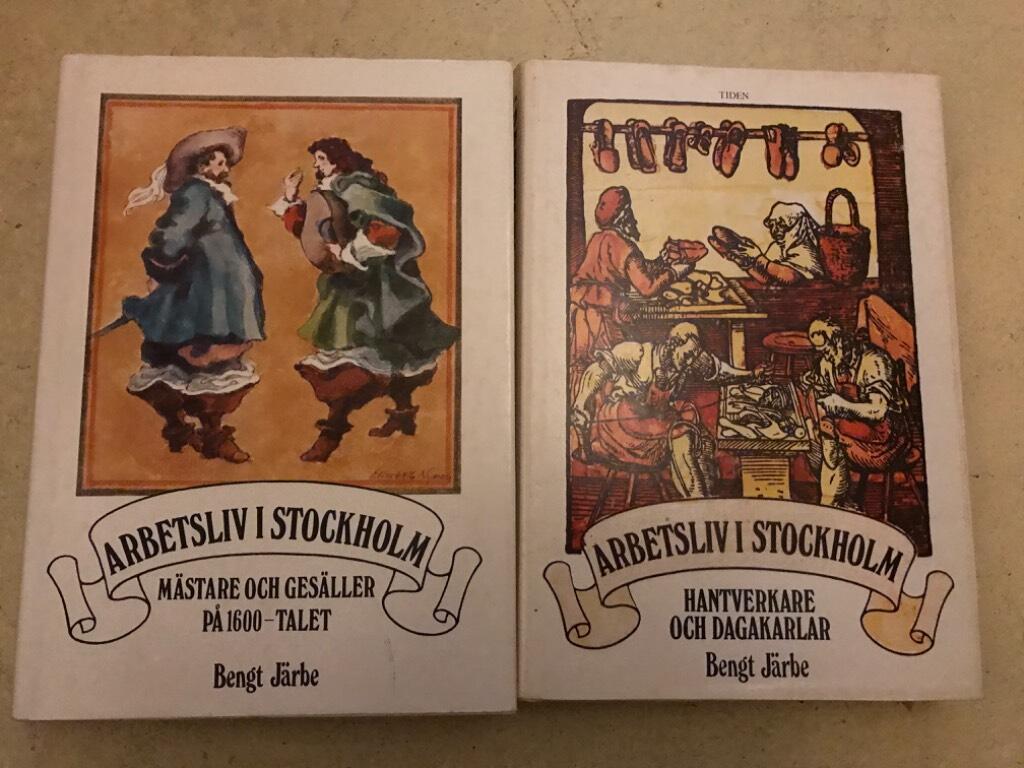 ARBETSLIV I STOCKHOLM
MÄSTARE OCH GESÄLLER
PÅ 1600-TALET
Bengt Järbe
TIDEN
ARBETSLIV I STOCKHOLM
HANTVERKARE
OCH DAGAKARLAR
Bengt Järbe